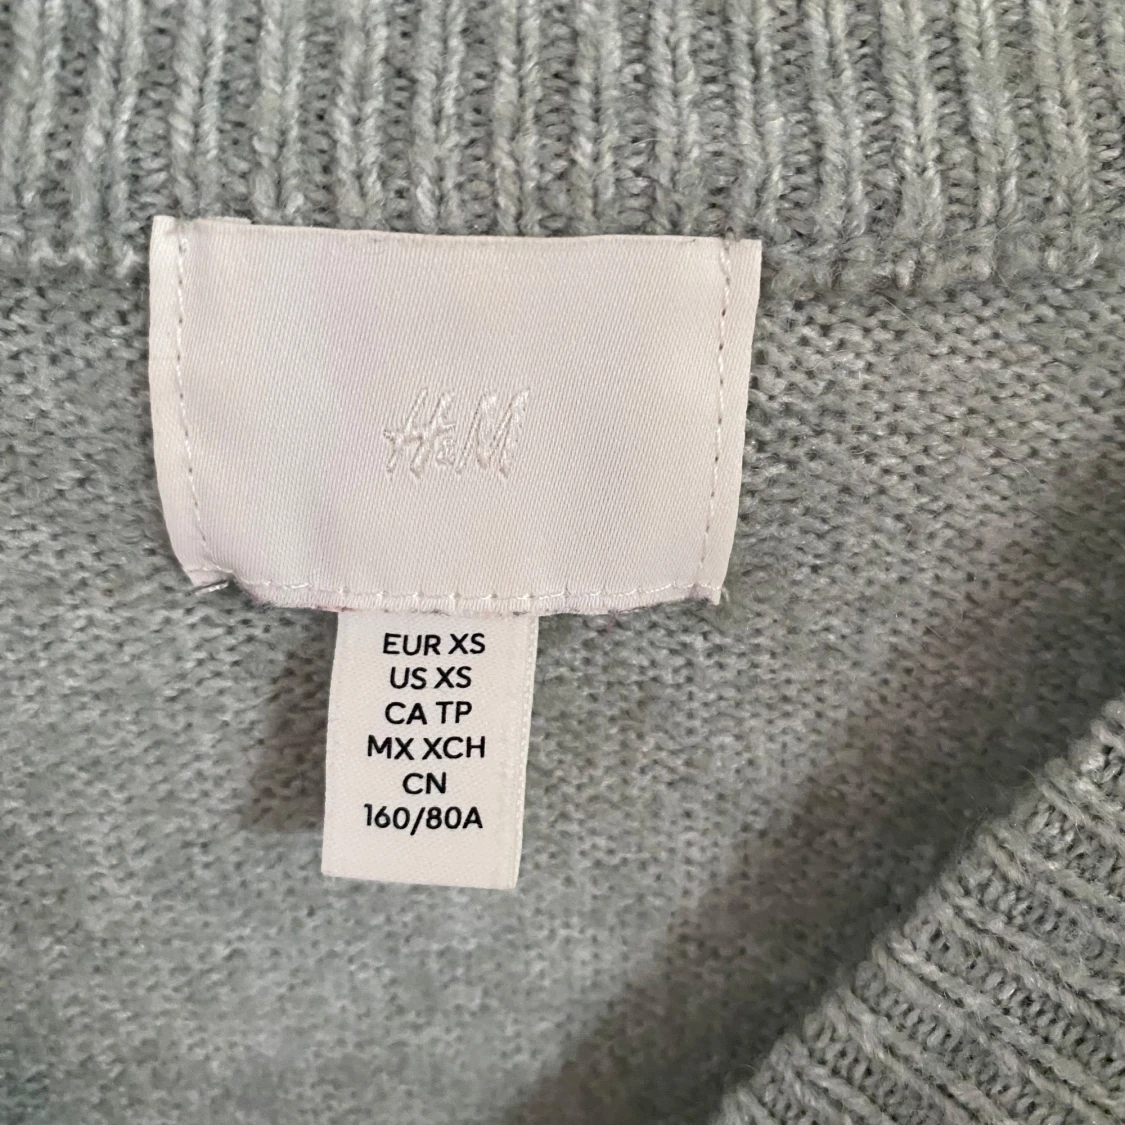 H&M
EUR XS
US XS
CA TP
MX XCH
CN
160/80A